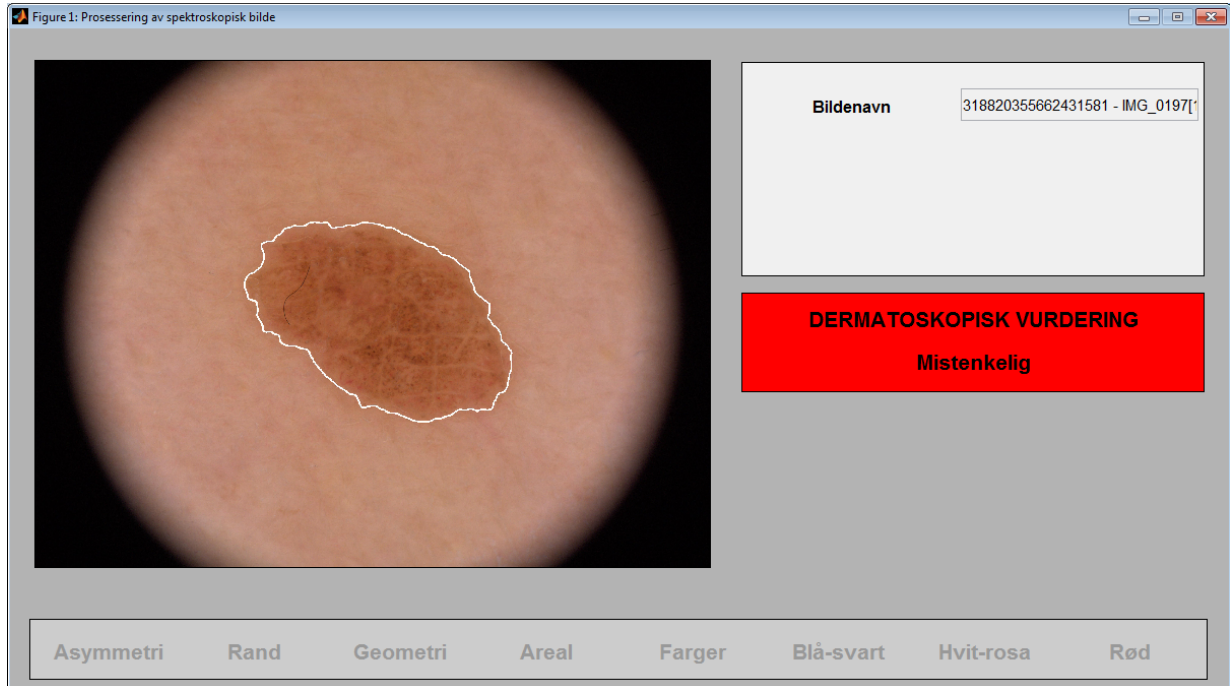 Figure 1: Prosessering av spektroskopisk bilde
Bildenavn
318820355662431581 - IMG_0197[
DERMATOSKOPISK VURDERING
Mistenkelig
Asymmetri Rand Geometri Areal Farger Blå-svart Hvit-rosa Rød